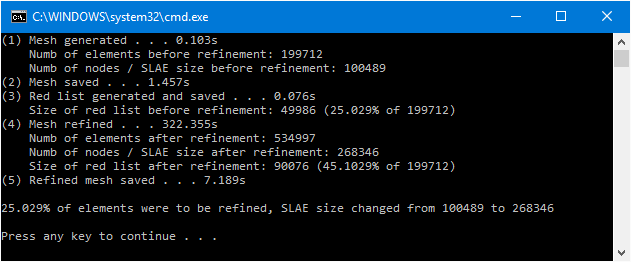 C:\WINDOWS\system32\cmd.exe
(1) Mesh generated . . . 0.103s
Numb of elements before refinement: 199712
Numb of nodes / SLAE size before refinement: 100489
(2) Mesh saved . . . 1.457s
(3) Red list generated and saved . . . 0.076s
Size of red list before refinement: 49986 (25.029% of 199712)
(4) Mesh refined . . . 322.355s
Numb of elements after refinement: 534997
Numb of nodes / SLAE size after refinement: 268346
Size of red list after refinement: 90076 (45.1029% of 199712)
(5) Refined mesh saved . . . 7.189s
25.029% of elements were to be refined, SLAE size changed from 100489 to 268346
Press any key to continue . . .